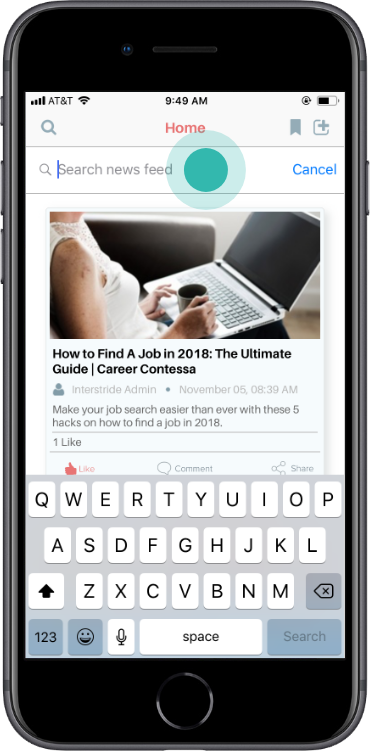 AT&T 9:49 AM
Home
Search news feed Cancel
How to Find A Job in 2018: The Ultimate
Guide | Career Contessa
Interstride Admin • November 05, 08:39 AM
Make your job search easier than ever with these 5
hacks on how to find a job in 2018.
1 Like
Like Comment Share
Q W E R T Y U I O P
A S D F G H J K L
Z X C V B N M
123 space Search